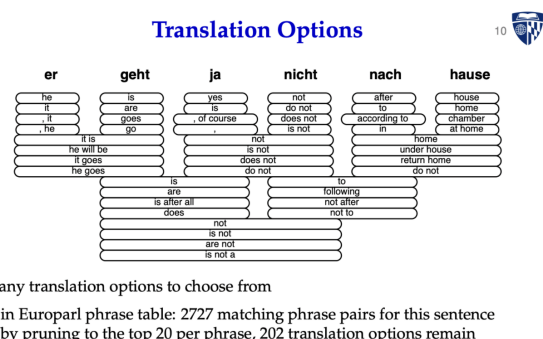 Translation Options
10
er geht ja nicht nach hause
he is yes not after house
it are is do not to home
, it goes , of course does not according to chamber
, he go , is not in at home
it is not home
he will be is not under house
it goes does not return home
he goes do not do not
is to
are following
is after all not after
does not to
not
is not
are not
is not a
any translation options to choose from
in Europarl phrase table: 2727 matching phrase pairs for this sentence
by pruning to the top 20 per phrase, 202 translation options remain